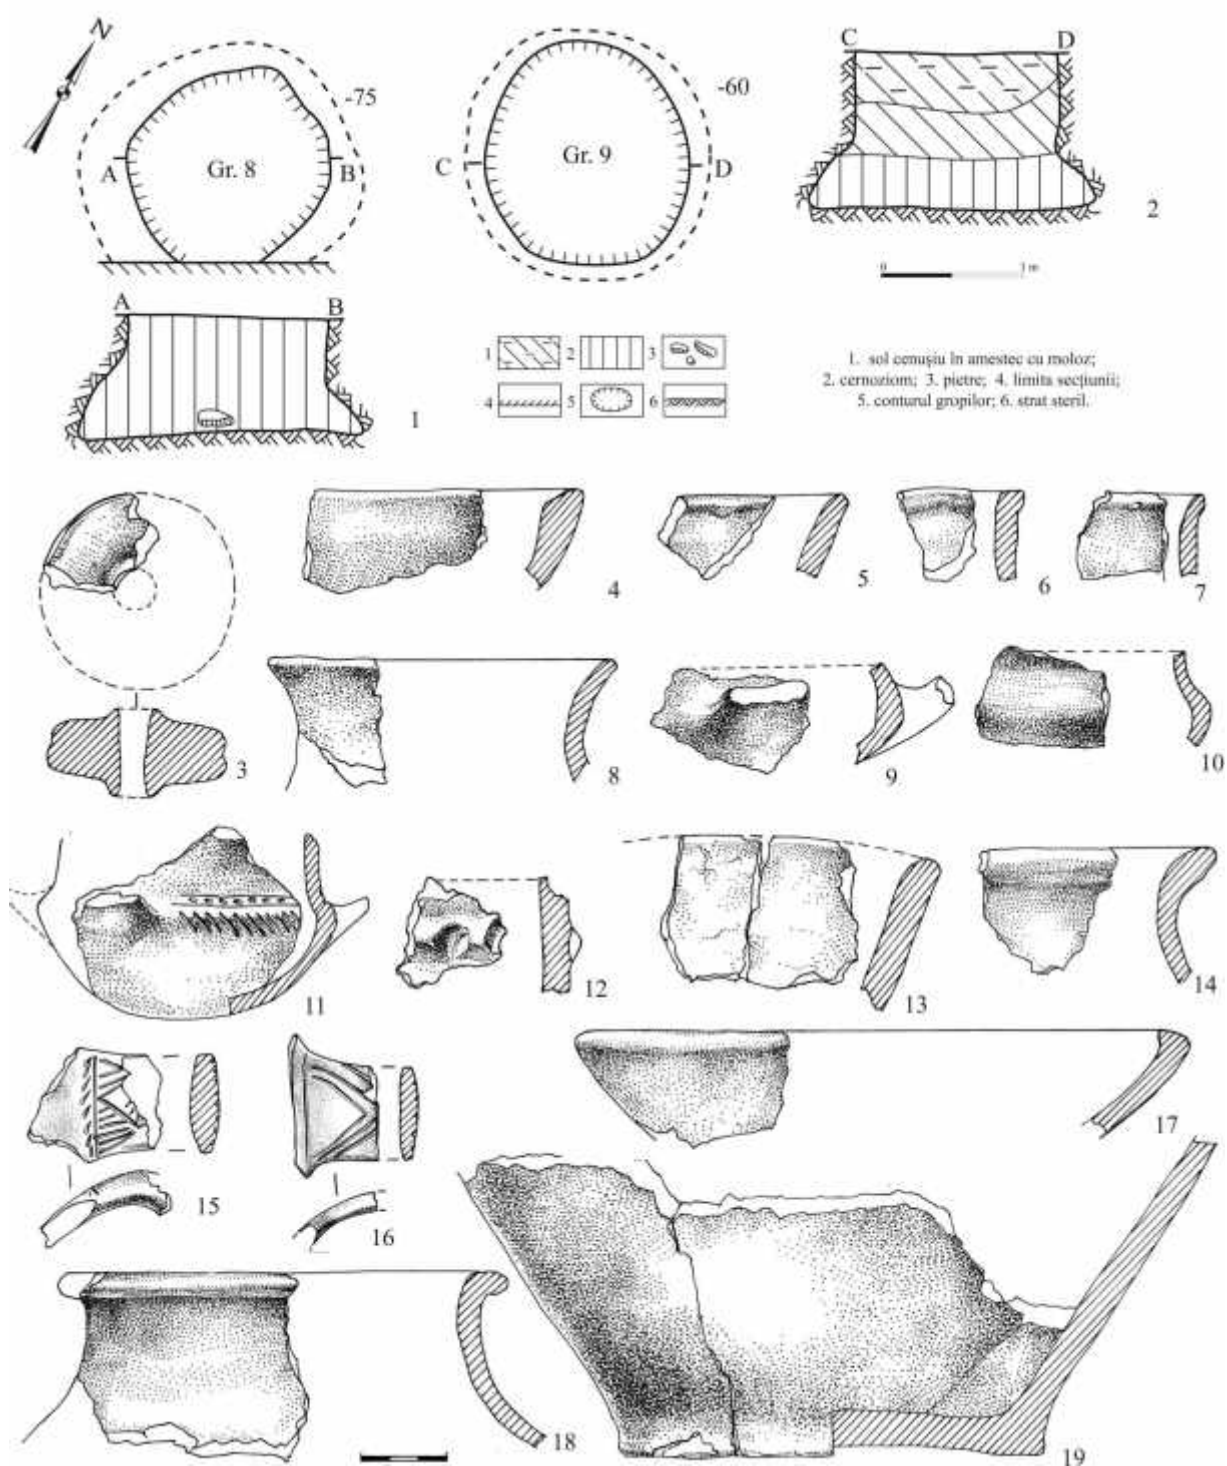 N
-75
A Gr. 8 B
-60
C Gr. 9 D
C D
2
0 1 m
A B
1
1 2 3
4 5 6
1. sol cenușiu în amestec cu moloz;
2. cernoziom; 3. pietre; 4. limita secțiunii;
5. conturul gropilor; 6. strat steril.
3
4
5
6
7
8
9
10
11
12
13
14
15
16
17
18
19